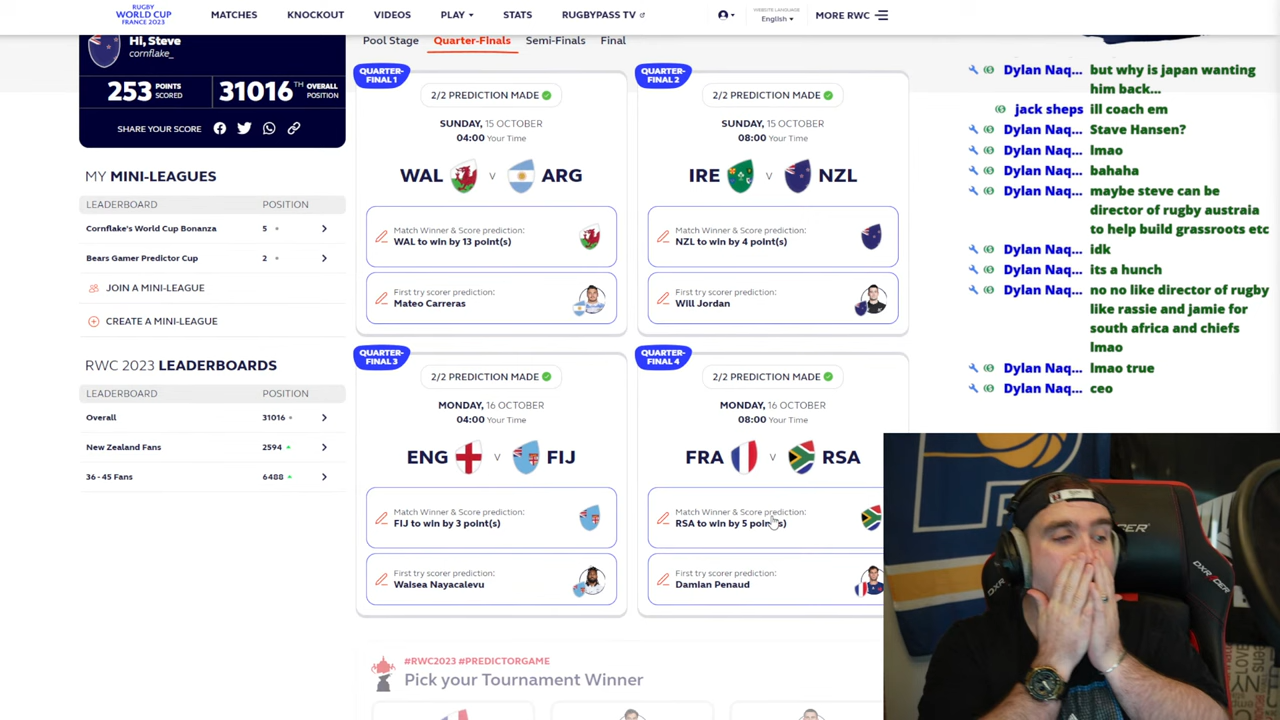 RUGBY
WORLD CUP
FRANCE 2023
MATCHES
KNOCKOUT
VIDEOS
PLAY
STATS
RUGBYPASS TV
WEBSITE LANGUAGE
English
MORE RWC
Hi, Steve
cornflake_
253 POINTS SCORED
31016TH OVERALL POSITION
SHARE YOUR SCORE
MY MINI-LEAGUES
LEADERBOARD POSITION
Cornflake's World Cup Bonanza 5
Bears Gamer Predictor Cup 2
JOIN A MINI-LEAGUE
CREATE A MINI-LEAGUE
RWC 2023 LEADERBOARDS
LEADERBOARD POSITION
Overall 31016
New Zealand Fans 2594
36-45 Fans 6488
Pool Stage Quarter-Finals Semi-Finals Final
QUARTER-
FINAL 1
2/2 PREDICTION MADE
SUNDAY, 15 OCTOBER
04:00 Your Time
WAL V ARG
Match Winner & Score prediction:
WAL to win by 13 point(s)
First try scorer prediction:
Mateo Carreras
QUARTER-
FINAL 2
2/2 PREDICTION MADE
SUNDAY, 15 OCTOBER
08:00 Your Time
IRE V NZL
Match Winner & Score prediction:
NZL to win by 4 point(s)
First try scorer prediction:
Will Jordan
QUARTER-
FINAL 3
2/2 PREDICTION MADE
MONDAY, 16 OCTOBER
04:00 Your Time
ENG V FIJ
Match Winner & Score prediction:
FIJ to win by 3 point(s)
First try scorer prediction:
Waisea Nayacalevu
QUARTER-
FINAL 4
2/2 PREDICTION MADE
MONDAY, 16 OCTOBER
08:00 Your Time
FRA V RSA
Match Winner & Score prediction:
RSA to win by 5 point(s)
First try scorer prediction:
Damian Penaud
#RWC2023 #PREDICTORGAME
Pick your Tournament Winner
Dylan Naq... but why is japan wanting
him back...
jack sheps ill coach em
Dylan Naq... Stave Hansen?
Dylan Naq... lmao
Dylan Naq... bahaha
Dylan Naq... maybe steve can be
director of rugby austraia
to help build grassroots etc
Dylan Naq... idk
Dylan Naq... its a hunch
Dylan Naq... no no like director of rugby
like rassie and jamie for
south africa and chiefs
lmao
Dylan Naq... lmao true
Dylan Naq... ceo
DXRACER